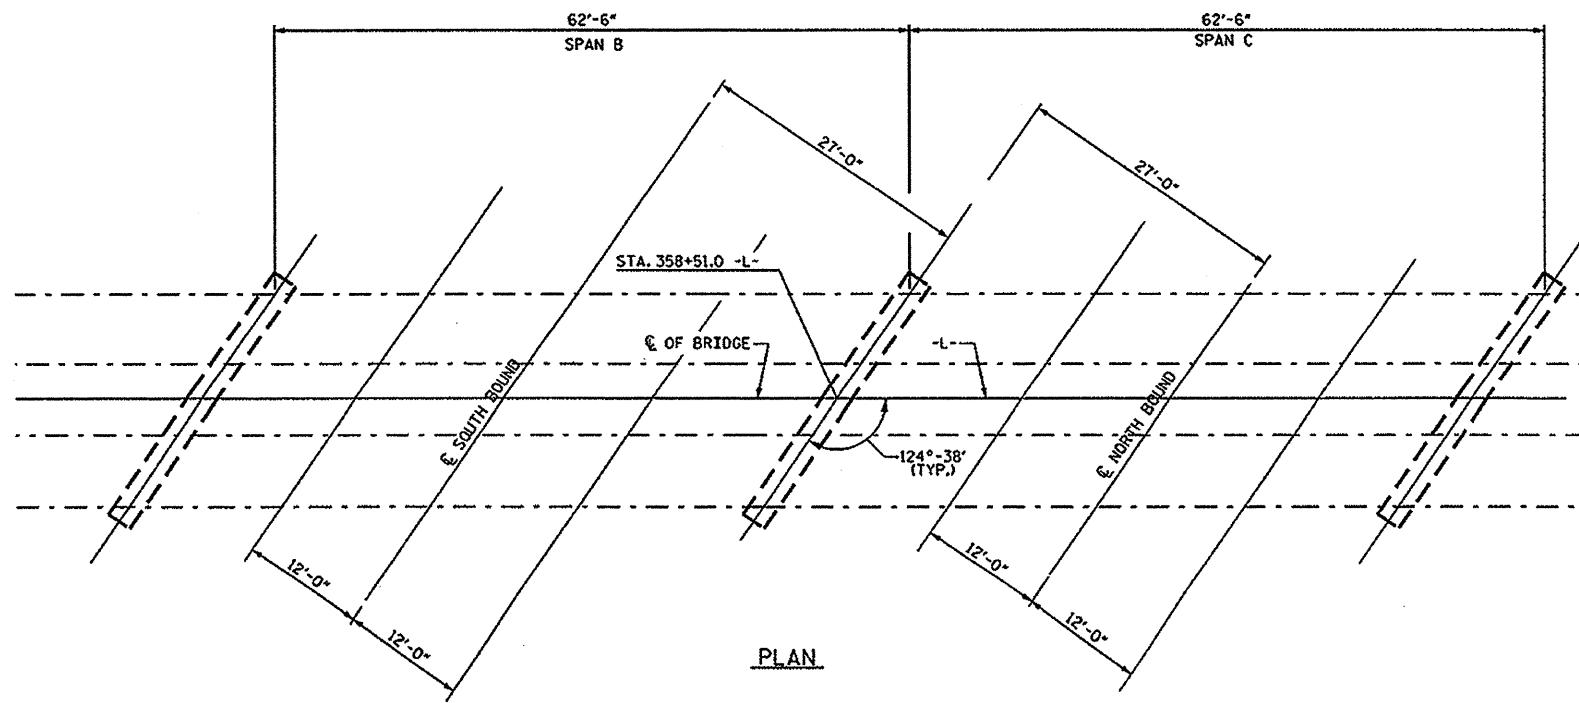 62'-6"
SPAN B
62'-6"
SPAN C
27'-0"
27'-0"
STA. 358+51.0 -L-
℄ OF BRIDGE
-L-
℄ SOUTH BOUND
℄ NORTH BOUND
124°-38'
(TYP.)
12'-0"
12'-0"
12'-0"
12'-0"
PLAN